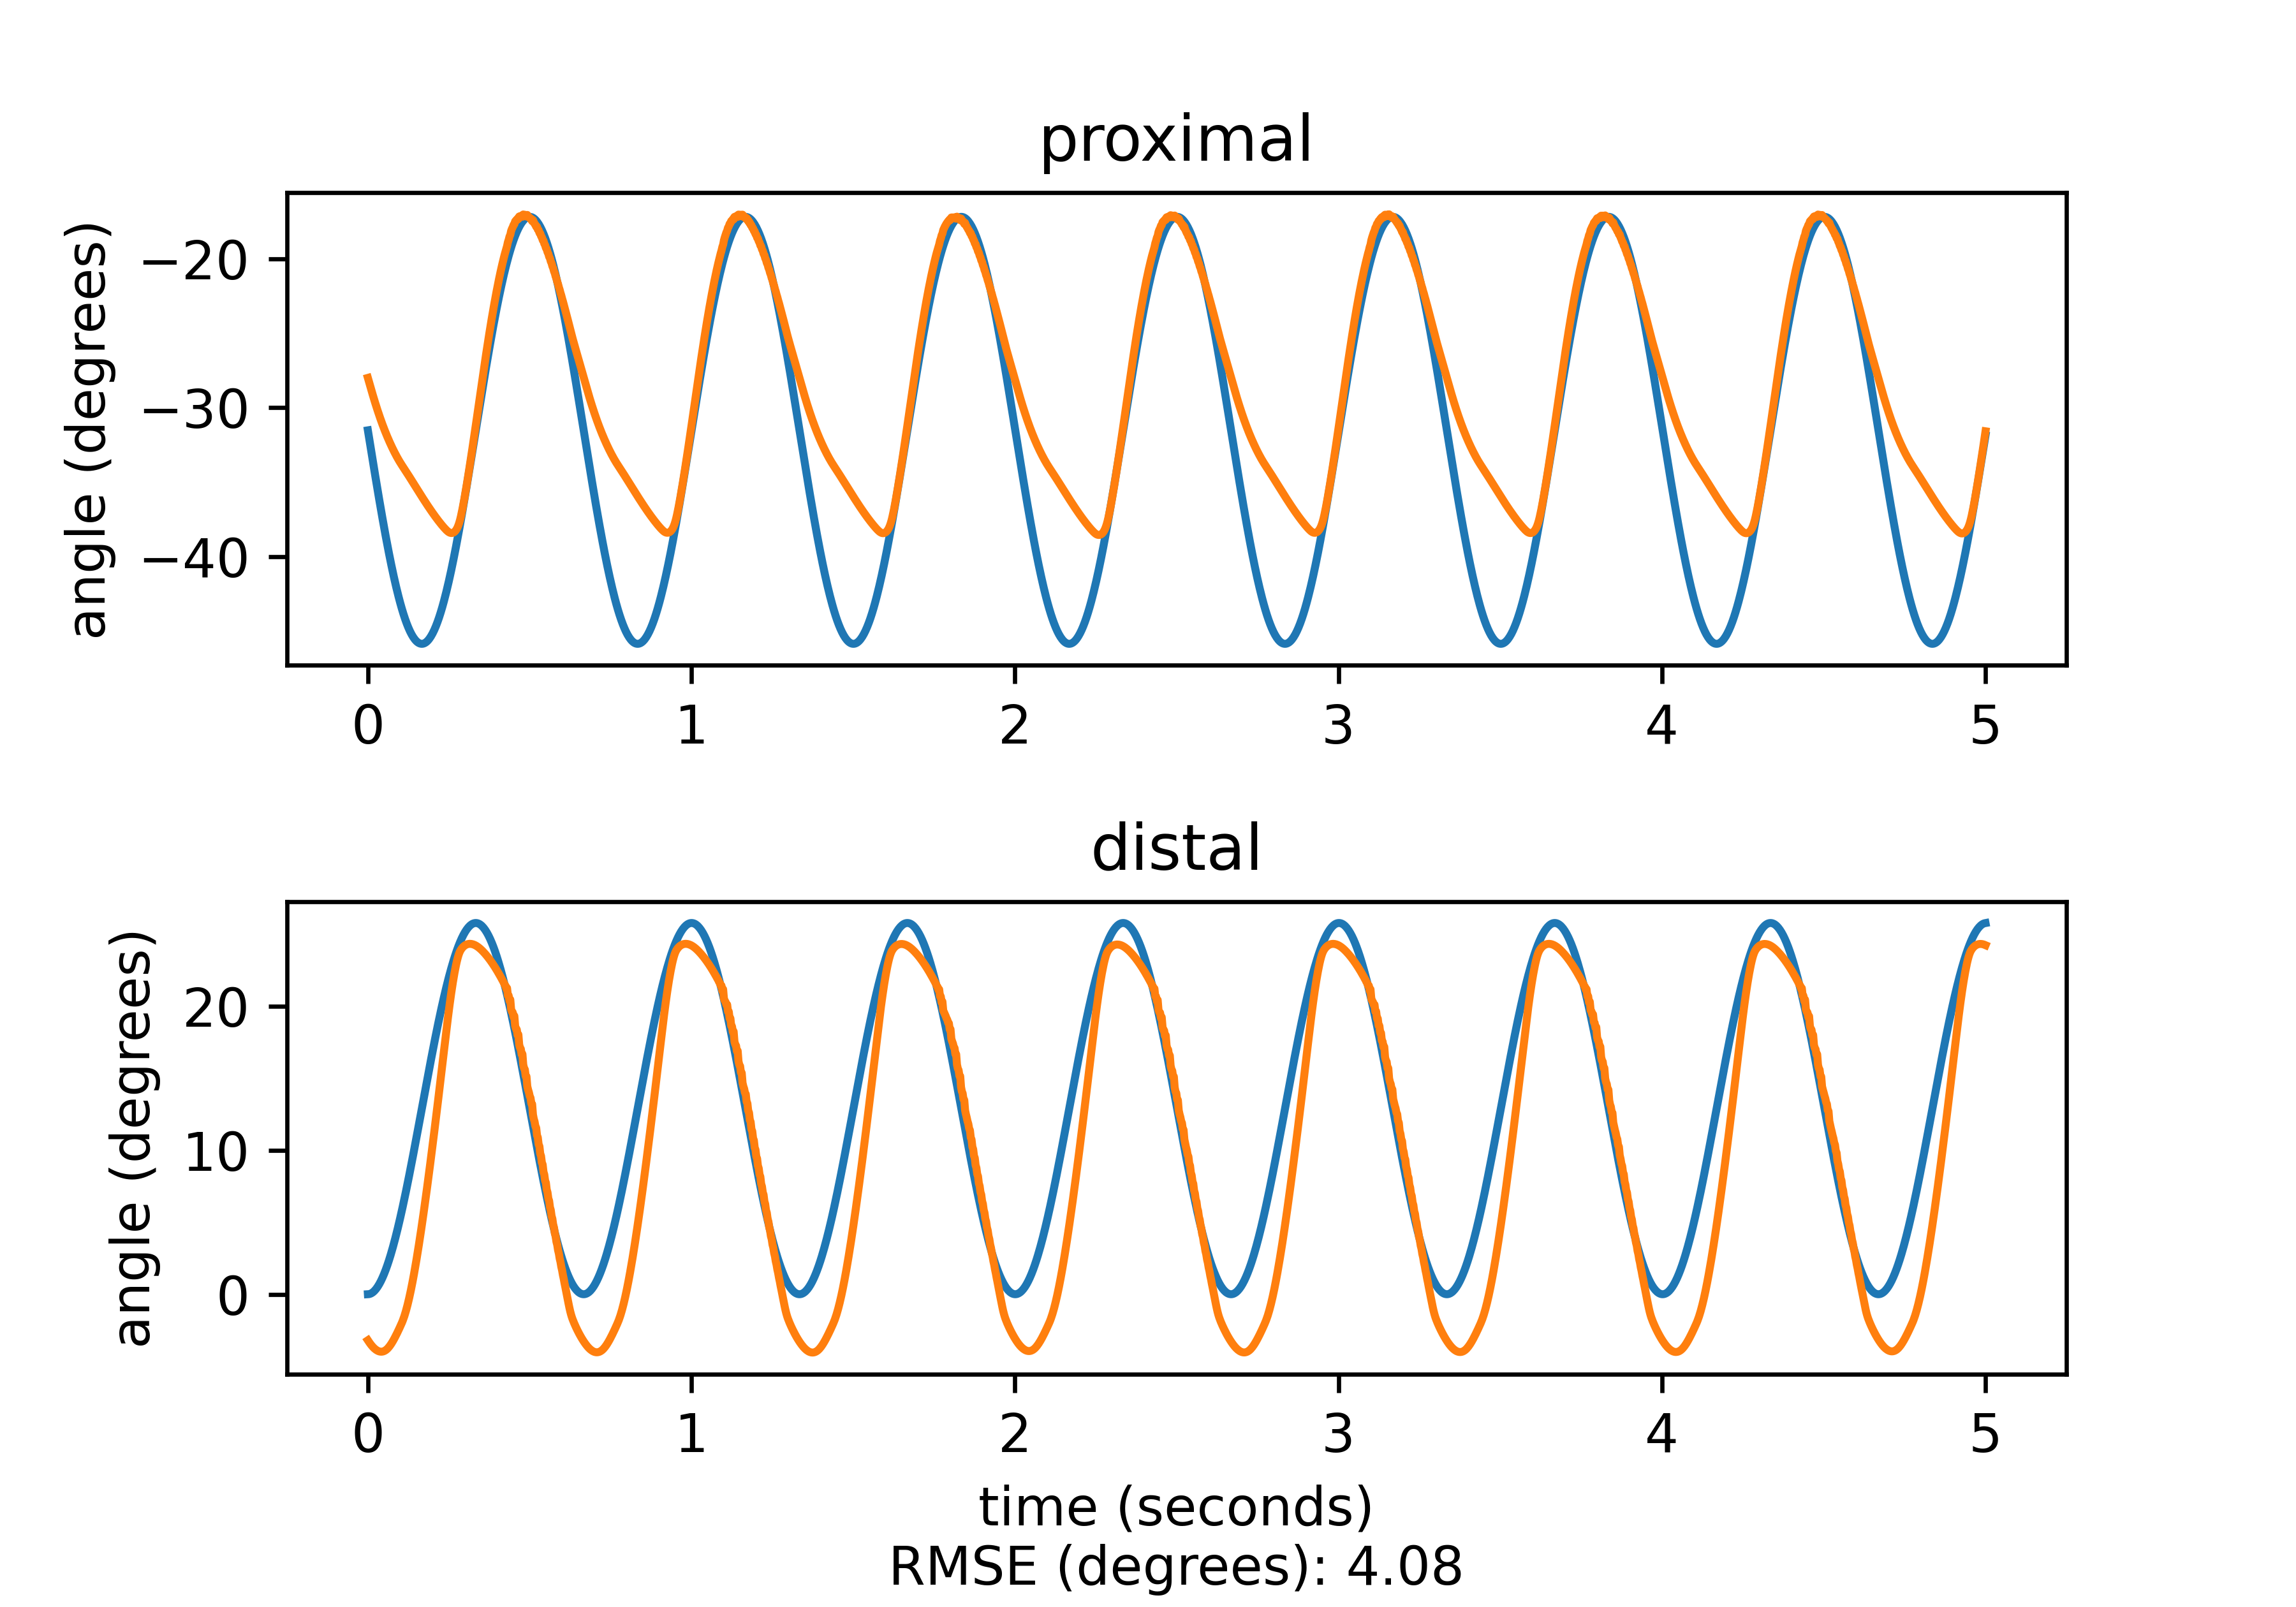 proximal
angle (degrees)
−20
−30
−40
0 1 2 3 4 5
distal
angle (degrees)
20
10
0
0 1 2 3 4 5
time (seconds)
RMSE (degrees): 4.08